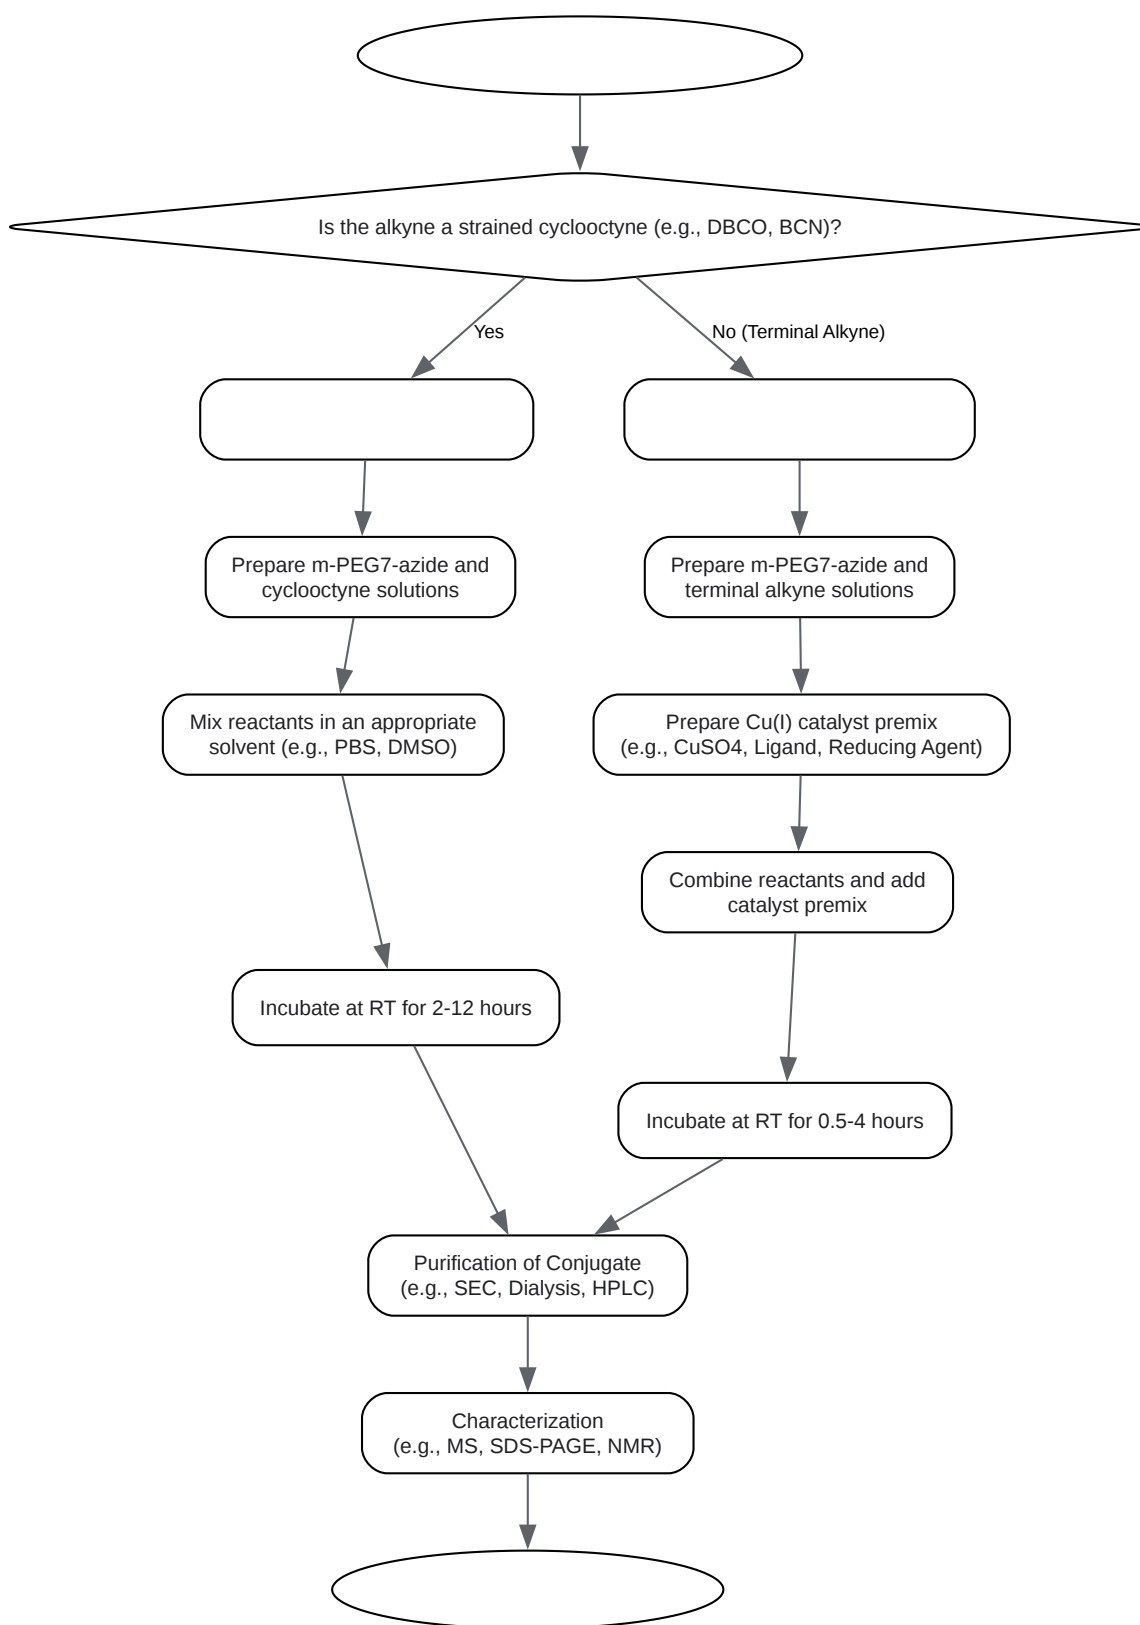 Is the alkyne a strained cyclooctyne (e.g., DBCO, BCN)?
Yes
No (Terminal Alkyne)
Prepare m-PEG7-azide and
cyclooctyne solutions
Prepare m-PEG7-azide and
terminal alkyne solutions
Mix reactants in an appropriate
solvent (e.g., PBS, DMSO)
Prepare Cu(I) catalyst premix
(e.g., CuSO4, Ligand, Reducing Agent)
Combine reactants and add
catalyst premix
Incubate at RT for 2-12 hours
Incubate at RT for 0.5-4 hours
Purification of Conjugate
(e.g., SEC, Dialysis, HPLC)
Characterization
(e.g., MS, SDS-PAGE, NMR)